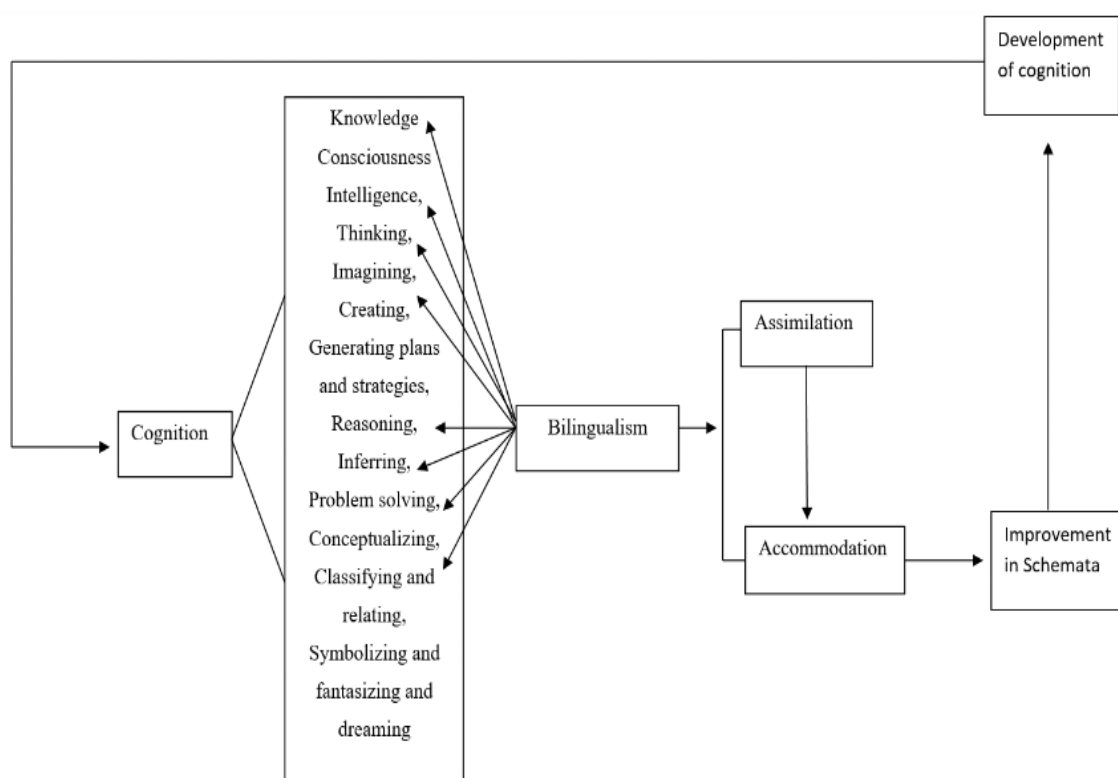 Development
of cognition
Knowledge
Consciousness
Intelligence,
Thinking,
Imagining,
Creating,
Generating plans
and strategies,
Reasoning,
Inferring,
Problem solving,
Conceptualizing,
Classifying and
relating,
Symbolizing and
fantasizing and
dreaming
Cognition
Bilingualism
Assimilation
Accommodation
Improvement
in Schemata